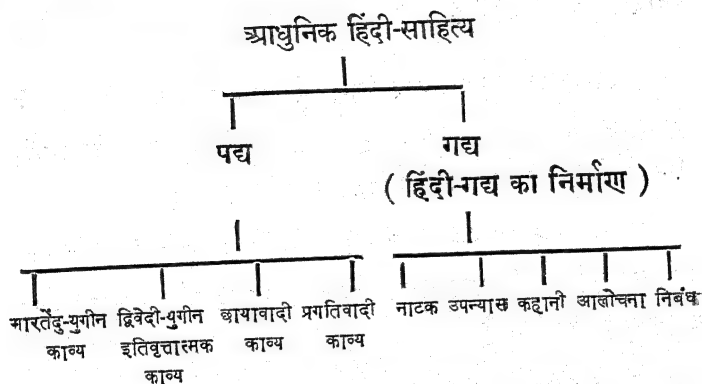 आधुनिक हिंदी-साहित्य
पद्य गद्य
( हिंदी-गद्य का निर्माण )
भारतेंदु-युगीन द्विवेदी-युगीन छायावादी प्रगतिवादी नाटक उपन्यास कहानी आलोचना निबंध
काव्य इतिवृत्तात्मक काव्य काव्य
काव्य